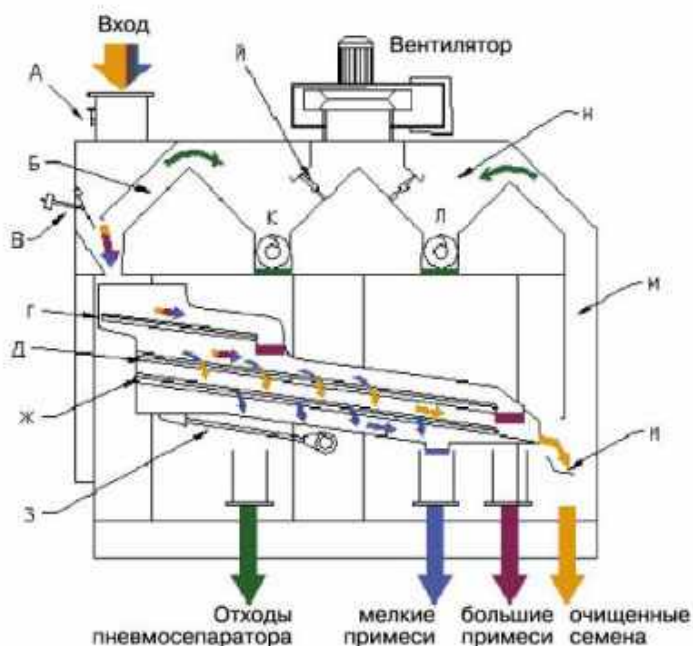 Вход
Вентилятор
А
Й
Н
Б
К
Л
В
М
Г
Д
Ж
И
З
Отходы пневмосепаратора
мелкие примеси
большие примеси
очищенные семена